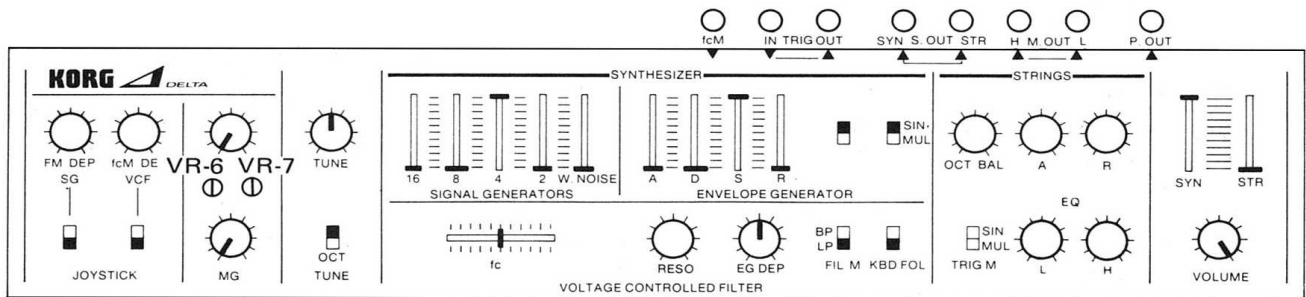 fcM IN TRIG OUT SYN S. OUT STR H M. OUT L P. OUT
KORG DELTA
SYNTHESIZER
STRINGS
FM DEP
SG
fcM DE
VCF
VR-6 VR-7
JOYSTICK
MG
TUNE
OCT
TUNE
16 8 4 2 W. NOISE
SIGNAL GENERATORS
A D S R
ENVELOPE GENERATOR
SIN·
MUL
fc
RESO
EG DEP
BP
LP
FIL M
KBD FOL
VOLTAGE CONTROLLED FILTER
OCT BAL A R
EQ
SIN
MUL
TRIG M
L H
SYN STR
VOLUME